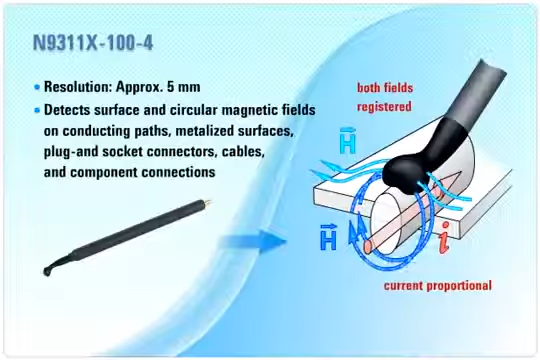 N9311X-100-4
• Resolution: Approx. 5 mm
• Detects surface and circular magnetic fields
on conducting paths, metalized surfaces,
plug-and socket connectors, cables,
and component connections
both fields
registered
H⃗
H⃗
i
current proportional